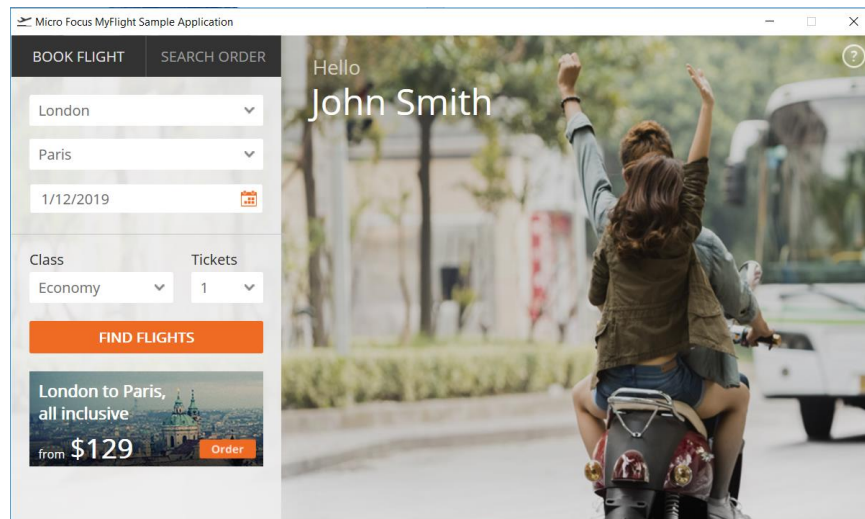 Micro Focus MyFlight Sample Application
BOOK FLIGHT SEARCH ORDER
Hello
John Smith
?
London
Paris
1/12/2019
Class Tickets
Economy 1
FIND FLIGHTS
London to Paris,
all inclusive
from $129 Order